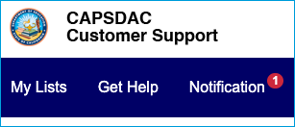 CAPSDAC
Customer Support
My Lists Get Help Notification 1